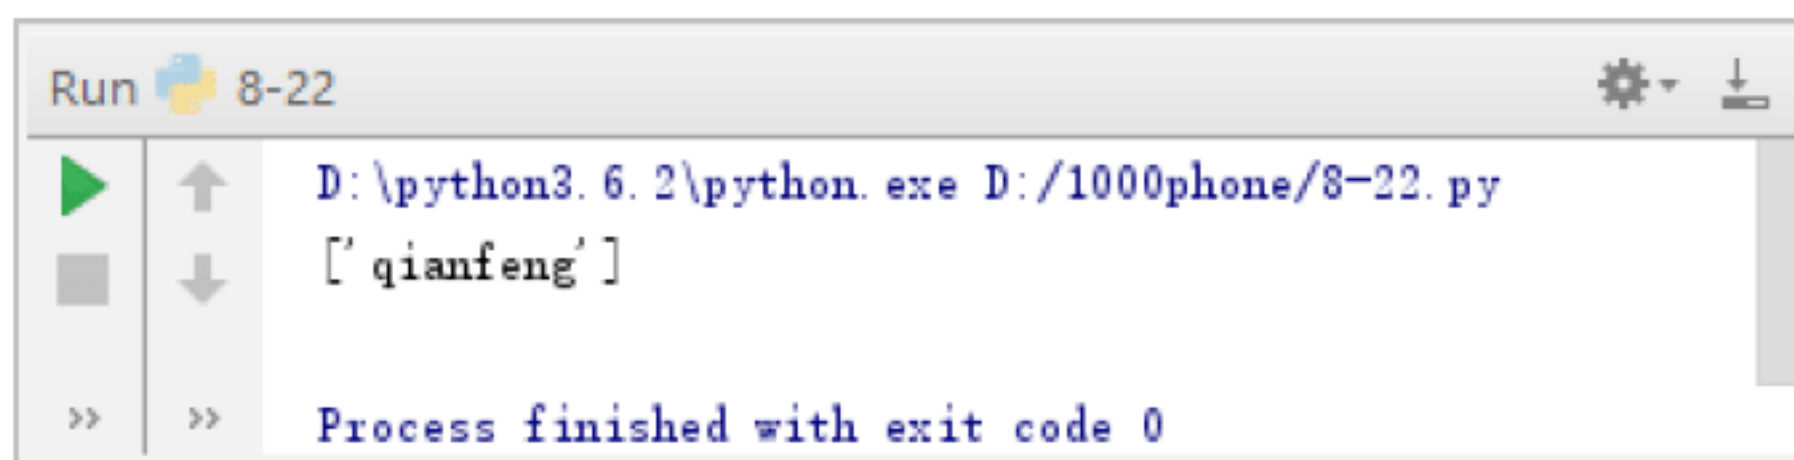 Run 8-22
D:\python3.6.2\python.exe D:/1000phone/8-22.py
['qianfeng']
Process finished with exit code 0